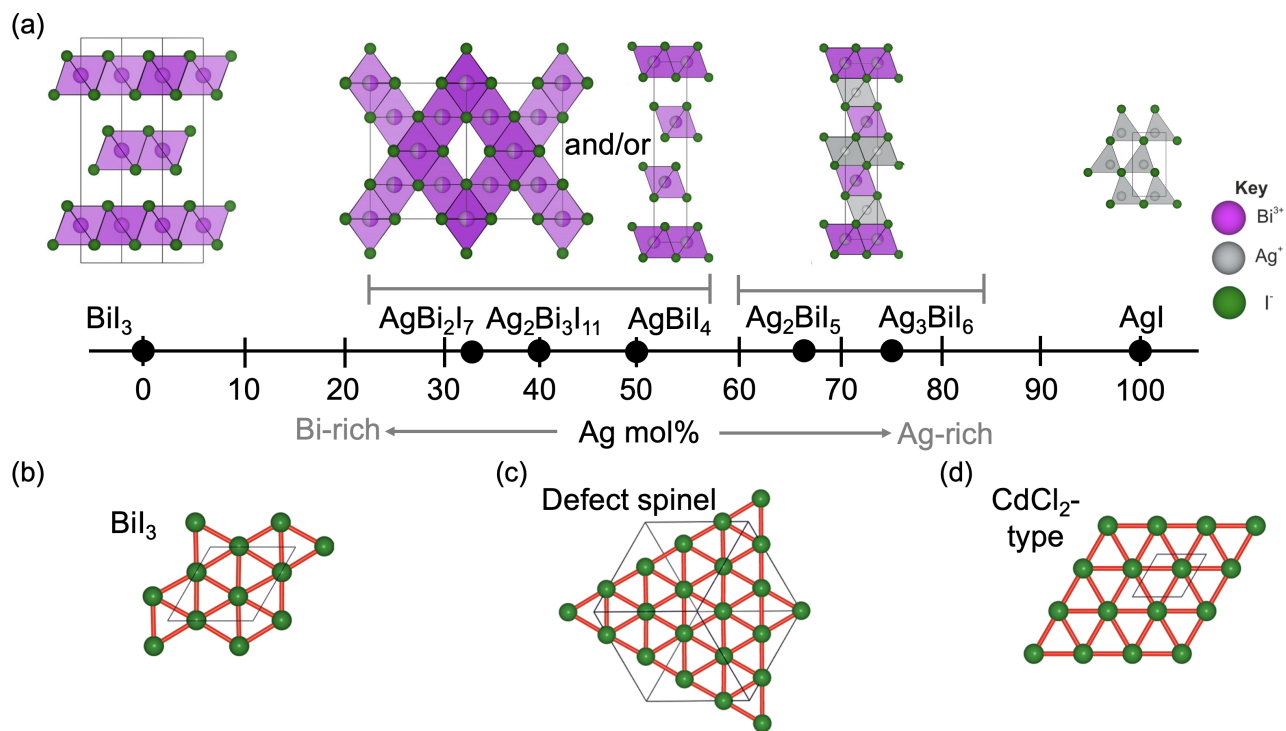 (a)
and/or
Key
Bi³⁺
Ag⁺
I⁻
BiI₃
AgBi₂I₇
Ag₂Bi₃I₁₁
AgBiI₄
Ag₂BiI₅
Ag₃BiI₆
AgI
0 10 20 30 40 50 60 70 80 90 100
Bi-rich
Ag mol%
Ag-rich
(b)
BiI₃
(c)
Defect spinel
(d)
CdCl₂-
type